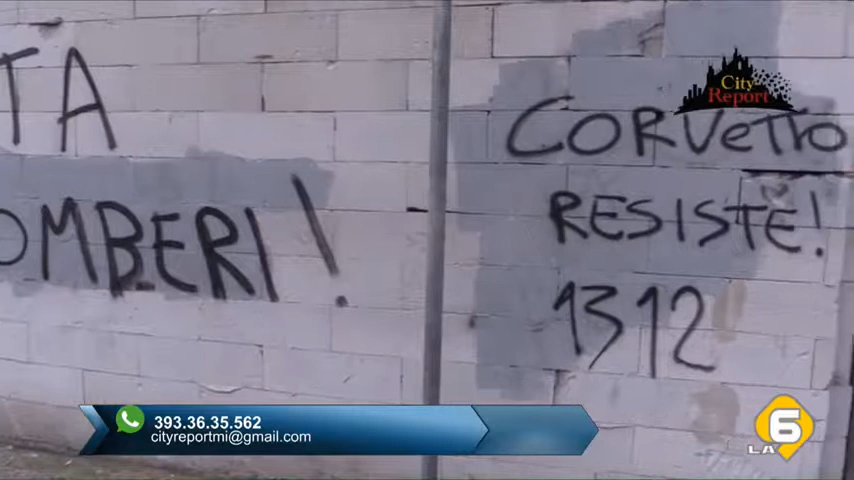 TA
OMBERI!
CORVETTO
RESISTE!
1312
City
Report
393.36.35.562
cityreportmi@gmail.com
LA 6